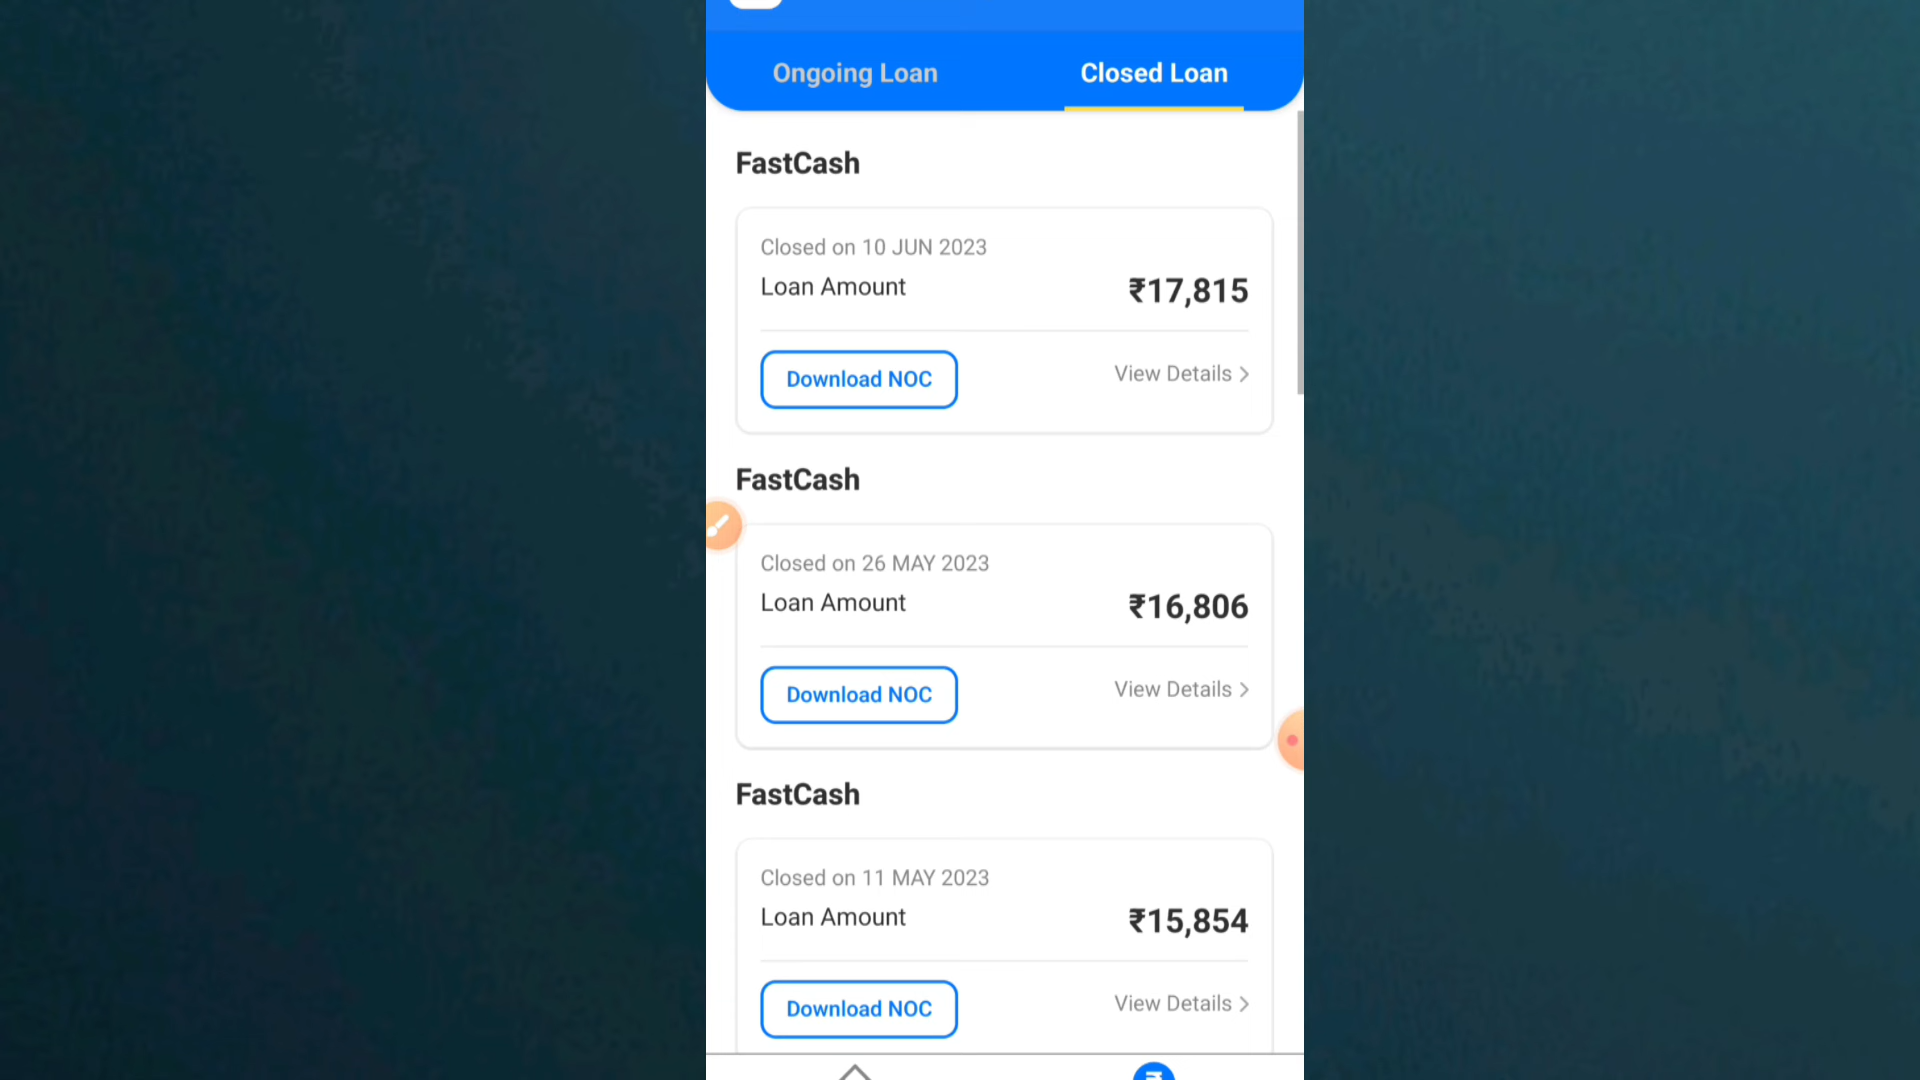 Ongoing Loan
Closed Loan
FastCash
Closed on 10 JUN 2023
Loan Amount
₹17,815
Download NOC
View Details >
FastCash
Closed on 26 MAY 2023
Loan Amount
₹16,806
Download NOC
View Details >
FastCash
Closed on 11 MAY 2023
Loan Amount
₹15,854
Download NOC
View Details >